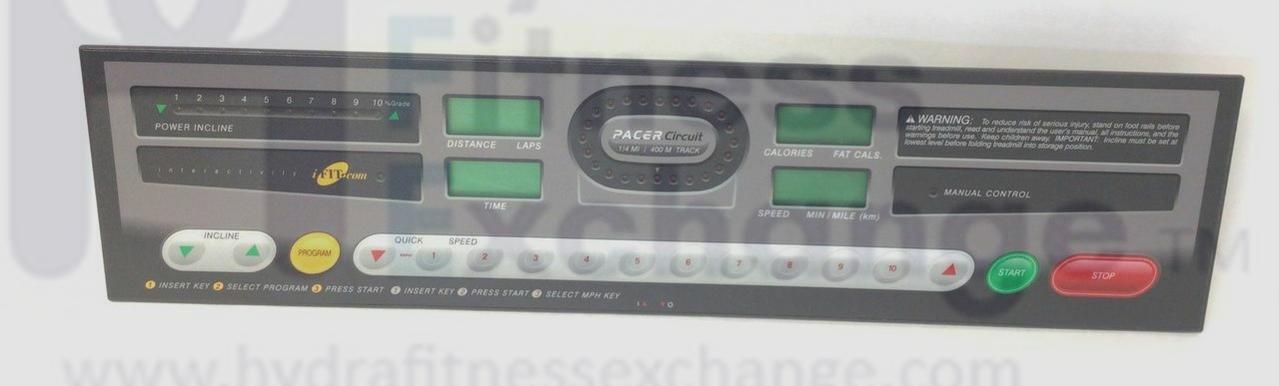 Fitness
Exchange TM
1 2 3 4 5 6 7 8 9 10 %Grade
POWER INCLINE
interactivity iFIT.com
DISTANCE LAPS
TIME
PACER Circuit
1/4 MI | 400 M TRACK
CALORIES FAT CALS.
SPEED MIN/MILE (km)
WARNING: To reduce risk of serious injury, stand on foot rails before
starting treadmill, read and understand the user's manual, all instructions, and the
warnings before use. Keep children away. IMPORTANT: Incline must be set at
lowest level before folding treadmill into storage position.
MANUAL CONTROL
INCLINE
PROGRAM
QUICK SPEED
1 2 3 4 5 6 7 8 9 10
START
STOP
1 INSERT KEY 2 SELECT PROGRAM 3 PRESS START 1 INSERT KEY 2 PRESS START 3 SELECT MPH KEY
www.hydrafitnessexchange.com